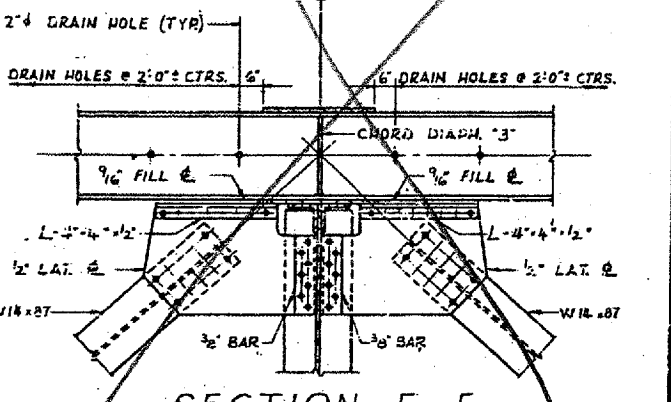 2"ϕ DRAIN HOLE (TYP.)
DRAIN HOLES @ 2'-0"± CTRS.
6"
6"
DRAIN HOLES @ 2'-0"± CTRS.
CHORD DIAPH. "3"
9/16" FILL ℄
9/16" FILL ℄
L-4"×4"×1/2"
L-4"×4"×1/2"
1/2" LAT. ℄
1/2" LAT. ℄
W14×87
W14×87
3/8" BAR
3/8" BAR
SECTION